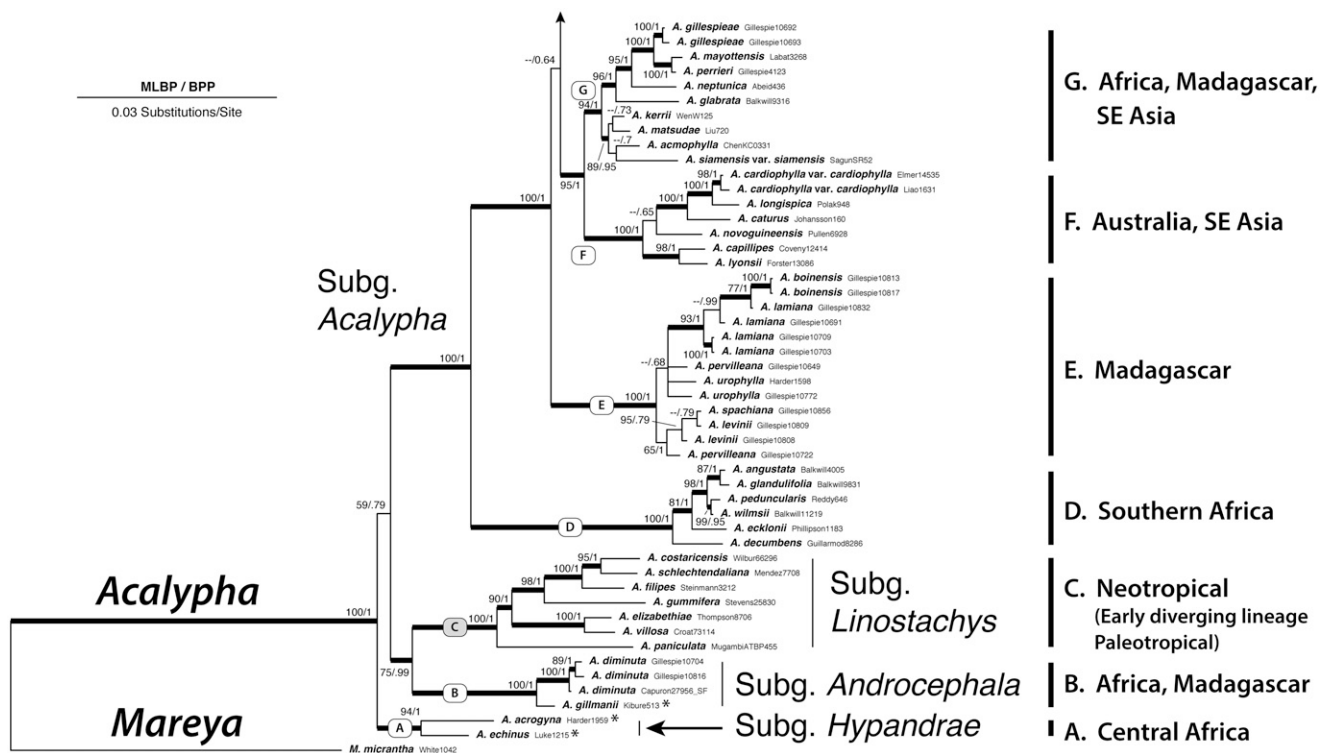 MLBP / BPP
0.03 Substitutions/Site
--/0.64
100/1
A. gillespieae Gillespie10692
A. gillespieae Gillespie10693
100/1
A. mayottensis Labat3268
100/1
A. perrieri Gillespie4123
95/1
A. neptunica Abeid436
96/1
A. glabrata Balkwill9316
G
94/1
--/.73
A. kerrii WenW125
A. matsudae Liu720
--/.7
A. acmophylla ChenKC0331
89/.95
A. siamensis var. siamensis SagunSR52
95/1
98/1
A. cardiophylla var. cardiophylla Elmer14535
A. cardiophylla var. cardiophylla Liao1631
100/1
A. longispica Polak948
100/1
A. caturus Johansson160
--/.65
A. novoguineensis Pullen6928
100/1
F
A. capillipes Coveny12414
98/1
A. lyonsii Forster13086
100/1
100/1
A. boinensis Gillespie10813
A. boinensis Gillespie10817
77/1
A. lamiana Gillespie10832
--/.99
A. lamiana Gillespie10691
93/1
A. lamiana Gillespie10709
100/1
A. lamiana Gillespie10703
--/.68
A. pervilleana Gillespie10649
A. urophylla Harder1598
A. urophylla Gillespie10772
100/1
E
--/.79
A. spachiana Gillespie10856
95/.79
A. levinii Gillespie10809
A. levinii Gillespie10808
65/1
A. pervilleana Gillespie10722
Subg.
Acalypha
100/1
87/1
A. angustata Balkwill4005
98/1
A. glandulifolia Balkwill9831
A. peduncularis Reddy646
81/1
A. wilmsii Balkwill11219
99/.95
A. ecklonii Phillipson1183
100/1
D
A. decumbens Guillarmod8286
59/.79
95/1
A. costaricensis Wilbur66296
100/1
A. schlechtendaliana Mendez7708
98/1
A. filipes Steinmann3212
90/1
A. gummifera Stevens25830
100/1
A. elizabethiae Thompson8706
C
100/1
A. villosa Croat73114
A. paniculata MugambiATBP455
Subg.
Linostachys
Acalypha
100/1
75/.99
89/1
A. diminuta Gillespie10704
100/1
A. diminuta Gillespie10816
A. diminuta Capuron27956_SF
B
100/1
A. gillmanii Kibure513 *
Subg. Androcephala
94/1
A
A. acrogyna Harder1959 *
A. echinus Luke1215 *
Subg. Hypandrae
Mareya
M. micrantha White1042
G. Africa, Madagascar,
SE Asia
F. Australia, SE Asia
E. Madagascar
D. Southern Africa
C. Neotropical
(Early diverging lineage
Paleotropical)
B. Africa, Madagascar
A. Central Africa